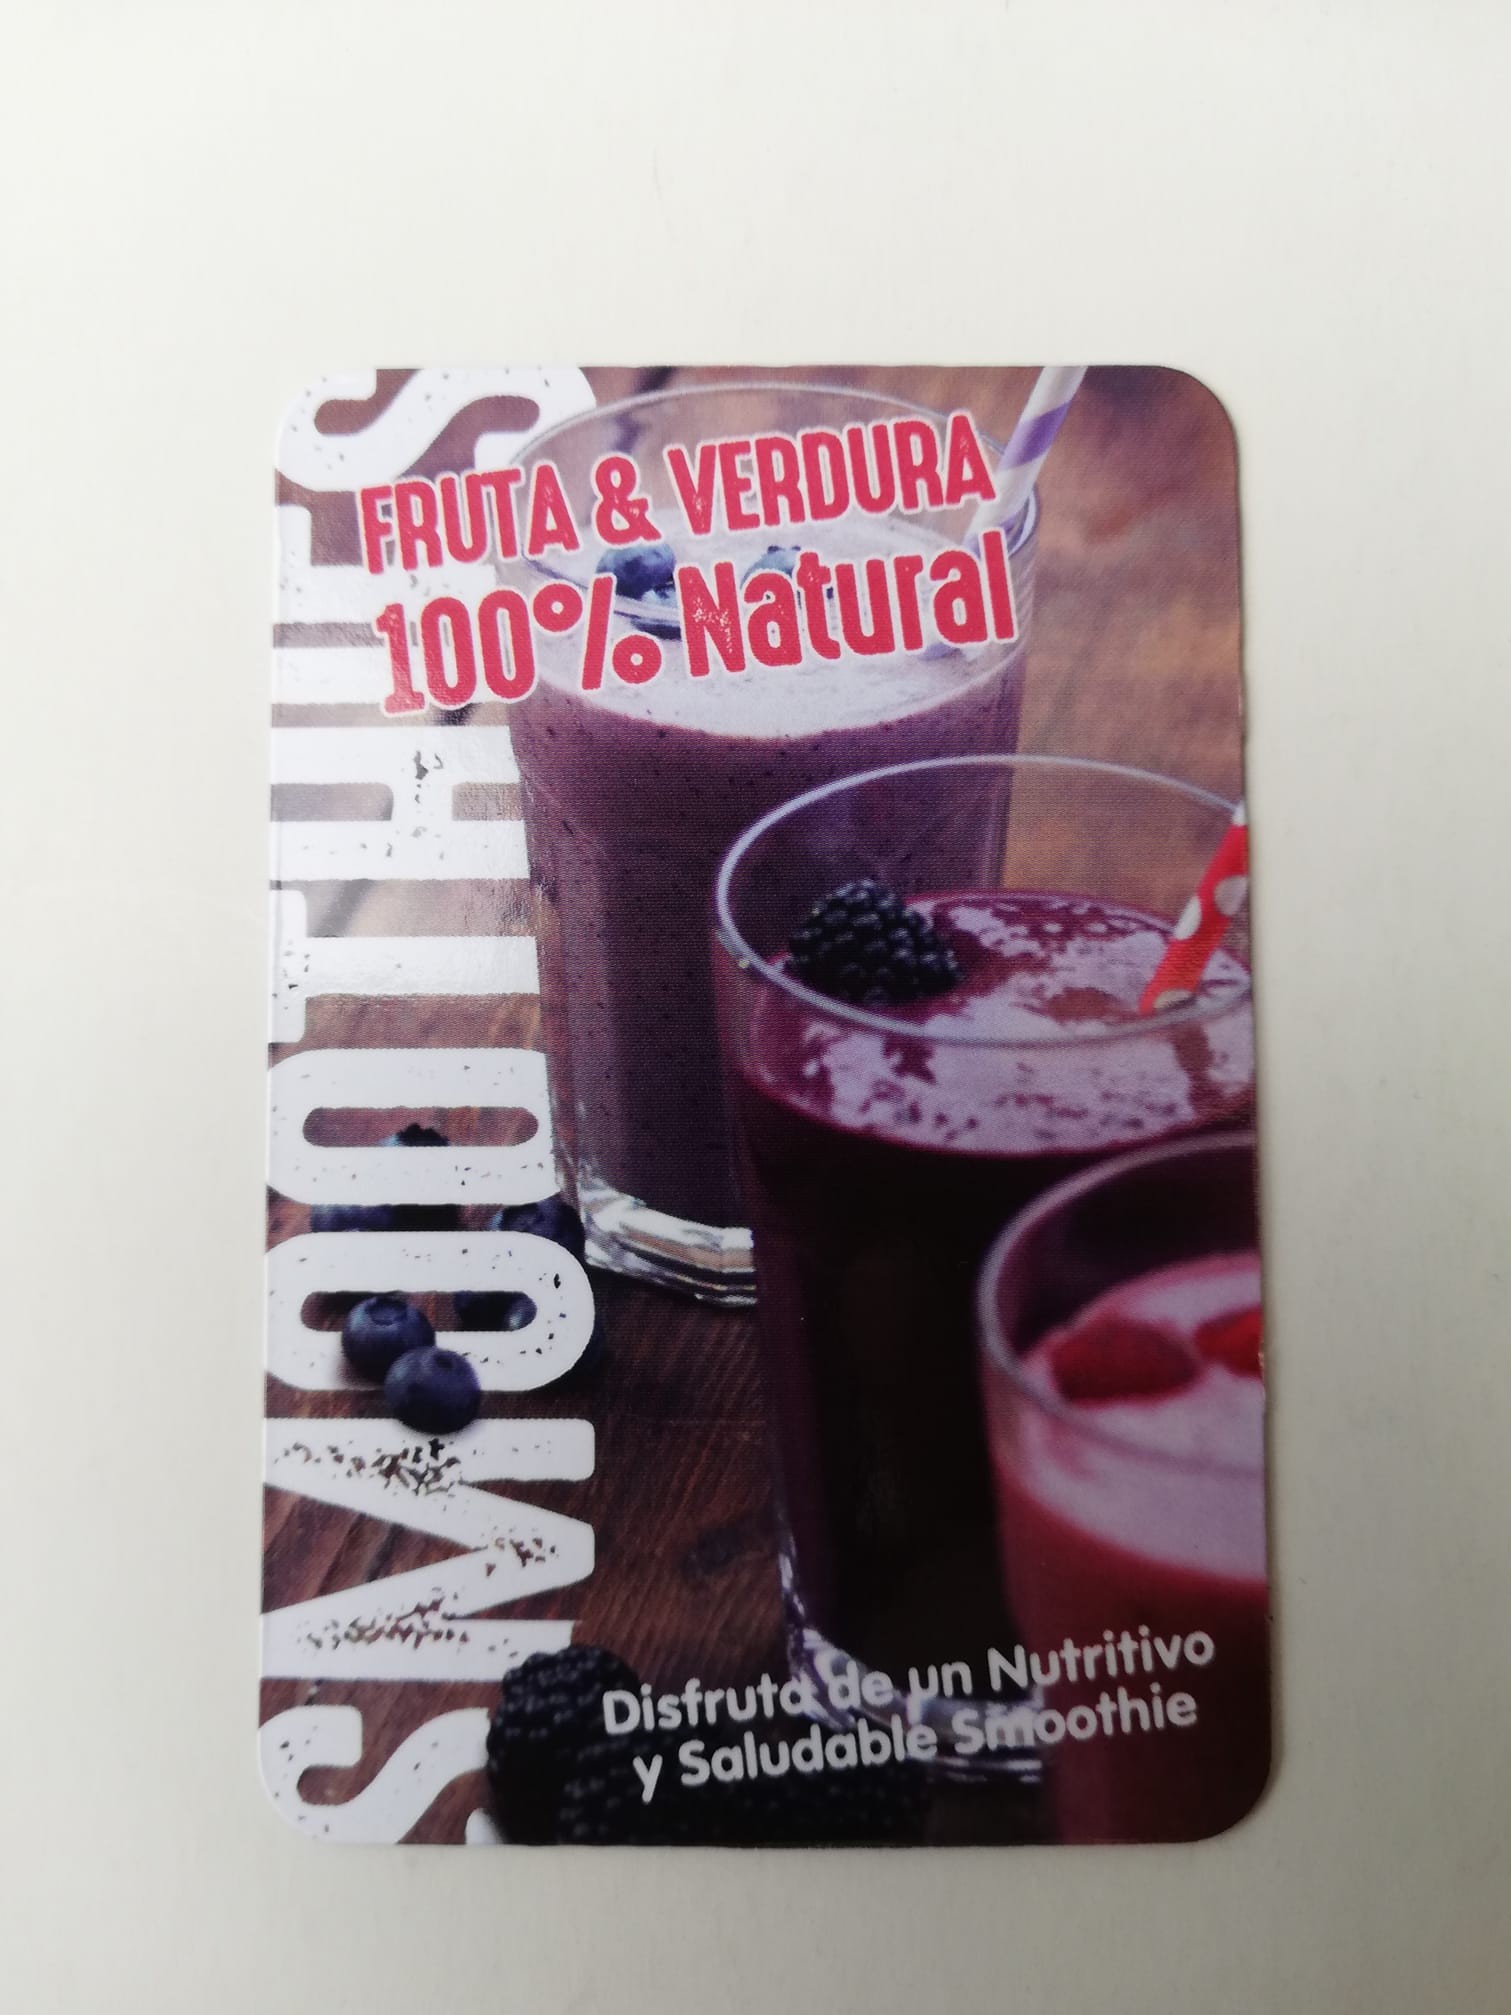 FRUTA & VERDURA
100% Natural
SMOOTHIES
Disfruta de un Nutritivo
y Saludable Smoothie